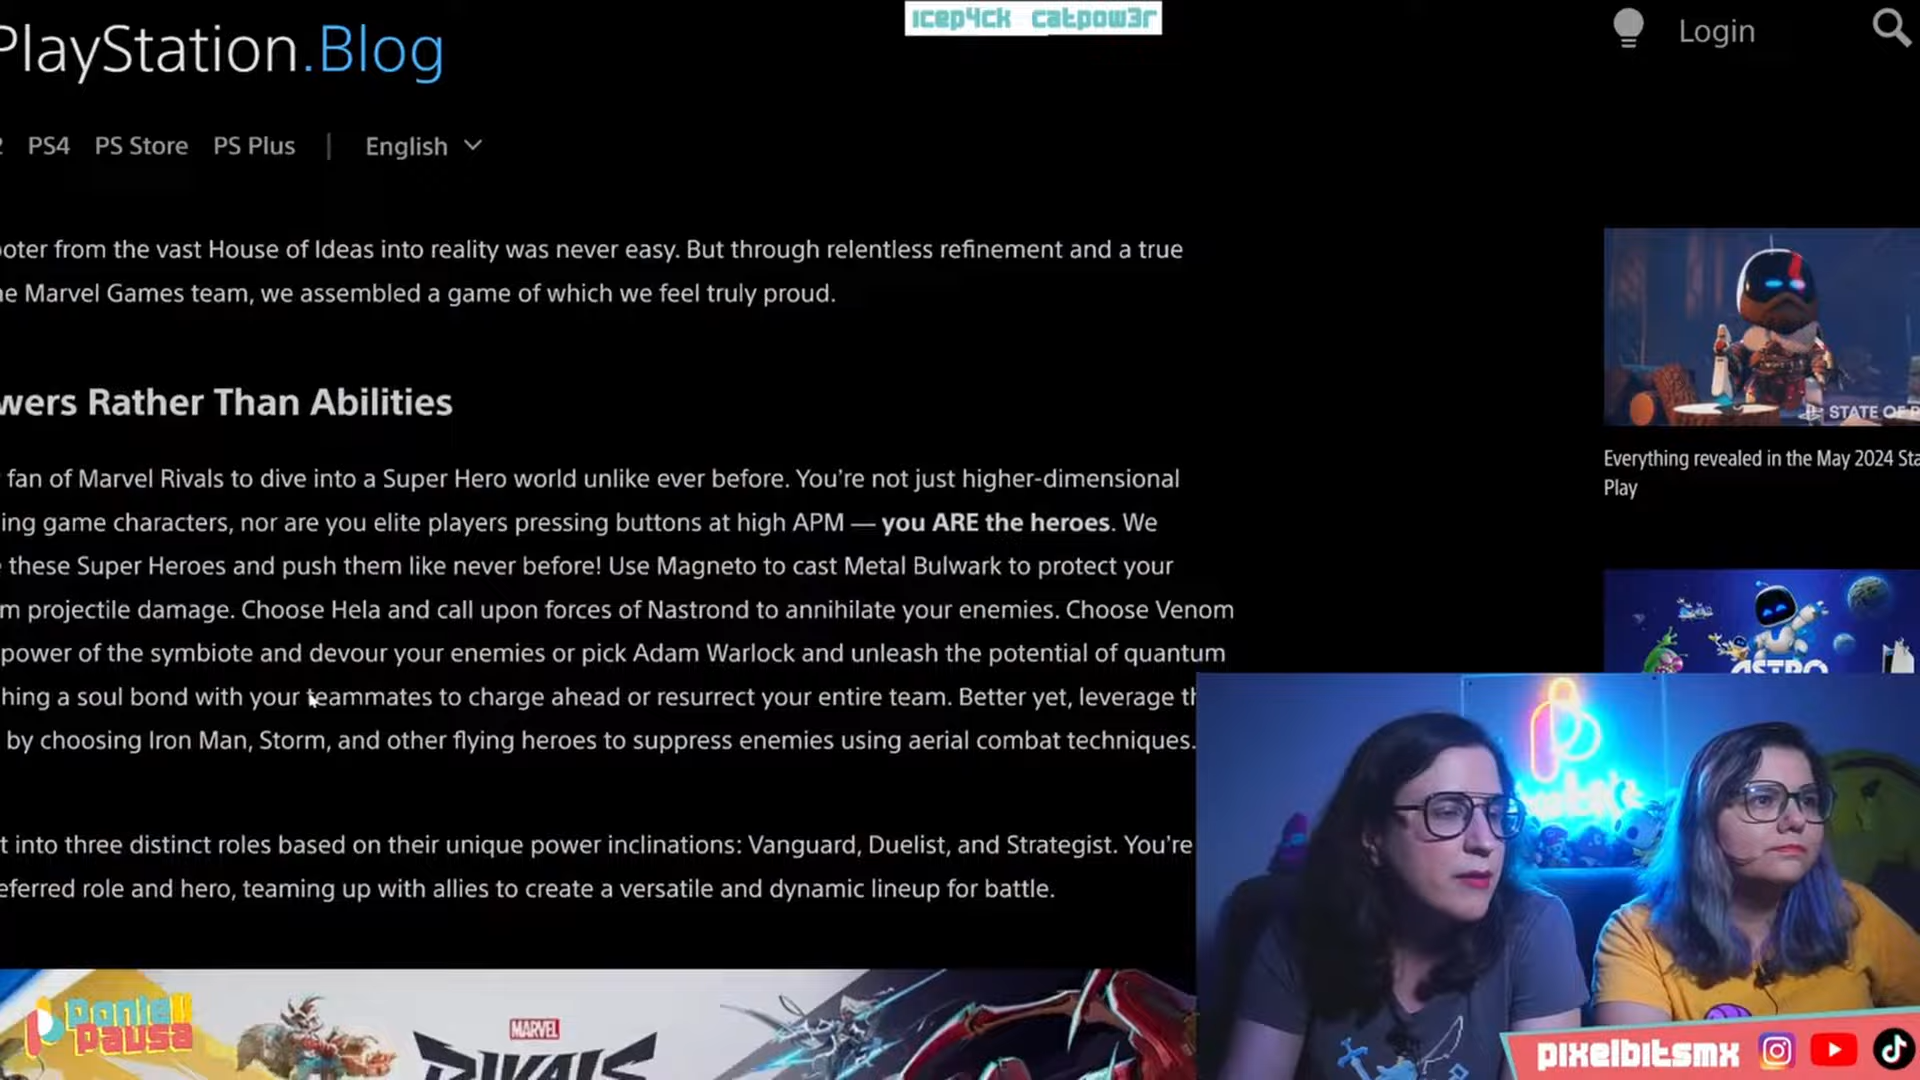 icep4ck catpow3r
PlayStation.Blog
Login
PS4 PS Store PS Plus | English
from the vast House of Ideas into reality was never easy. But through relentless refinement and a true
Marvel Games team, we assembled a game of which we feel truly proud.
Rather Than Abilities
fan of Marvel Rivals to dive into a Super Hero world unlike ever before. You're not just higher-dimensional
game characters, nor are you elite players pressing buttons at high APM — you ARE the heroes. We
these Super Heroes and push them like never before! Use Magneto to cast Metal Bulwark to protect your
projectile damage. Choose Hela and call upon forces of Nastrond to annihilate your enemies. Choose Venom
power of the symbiote and devour your enemies or pick Adam Warlock and unleash the potential of quantum
a soul bond with your teammates to charge ahead or resurrect your entire team. Better yet, leverage
by choosing Iron Man, Storm, and other flying heroes to suppress enemies using aerial combat techniques.
into three distinct roles based on their unique power inclinations: Vanguard, Duelist, and Strategist. You're
role and hero, teaming up with allies to create a versatile and dynamic lineup for battle.
STATE OF
Everything revealed in the May 2024
Play
ASTRO
Ponle
Pausa
MARVEL
RIVALS
pixelbitsmx